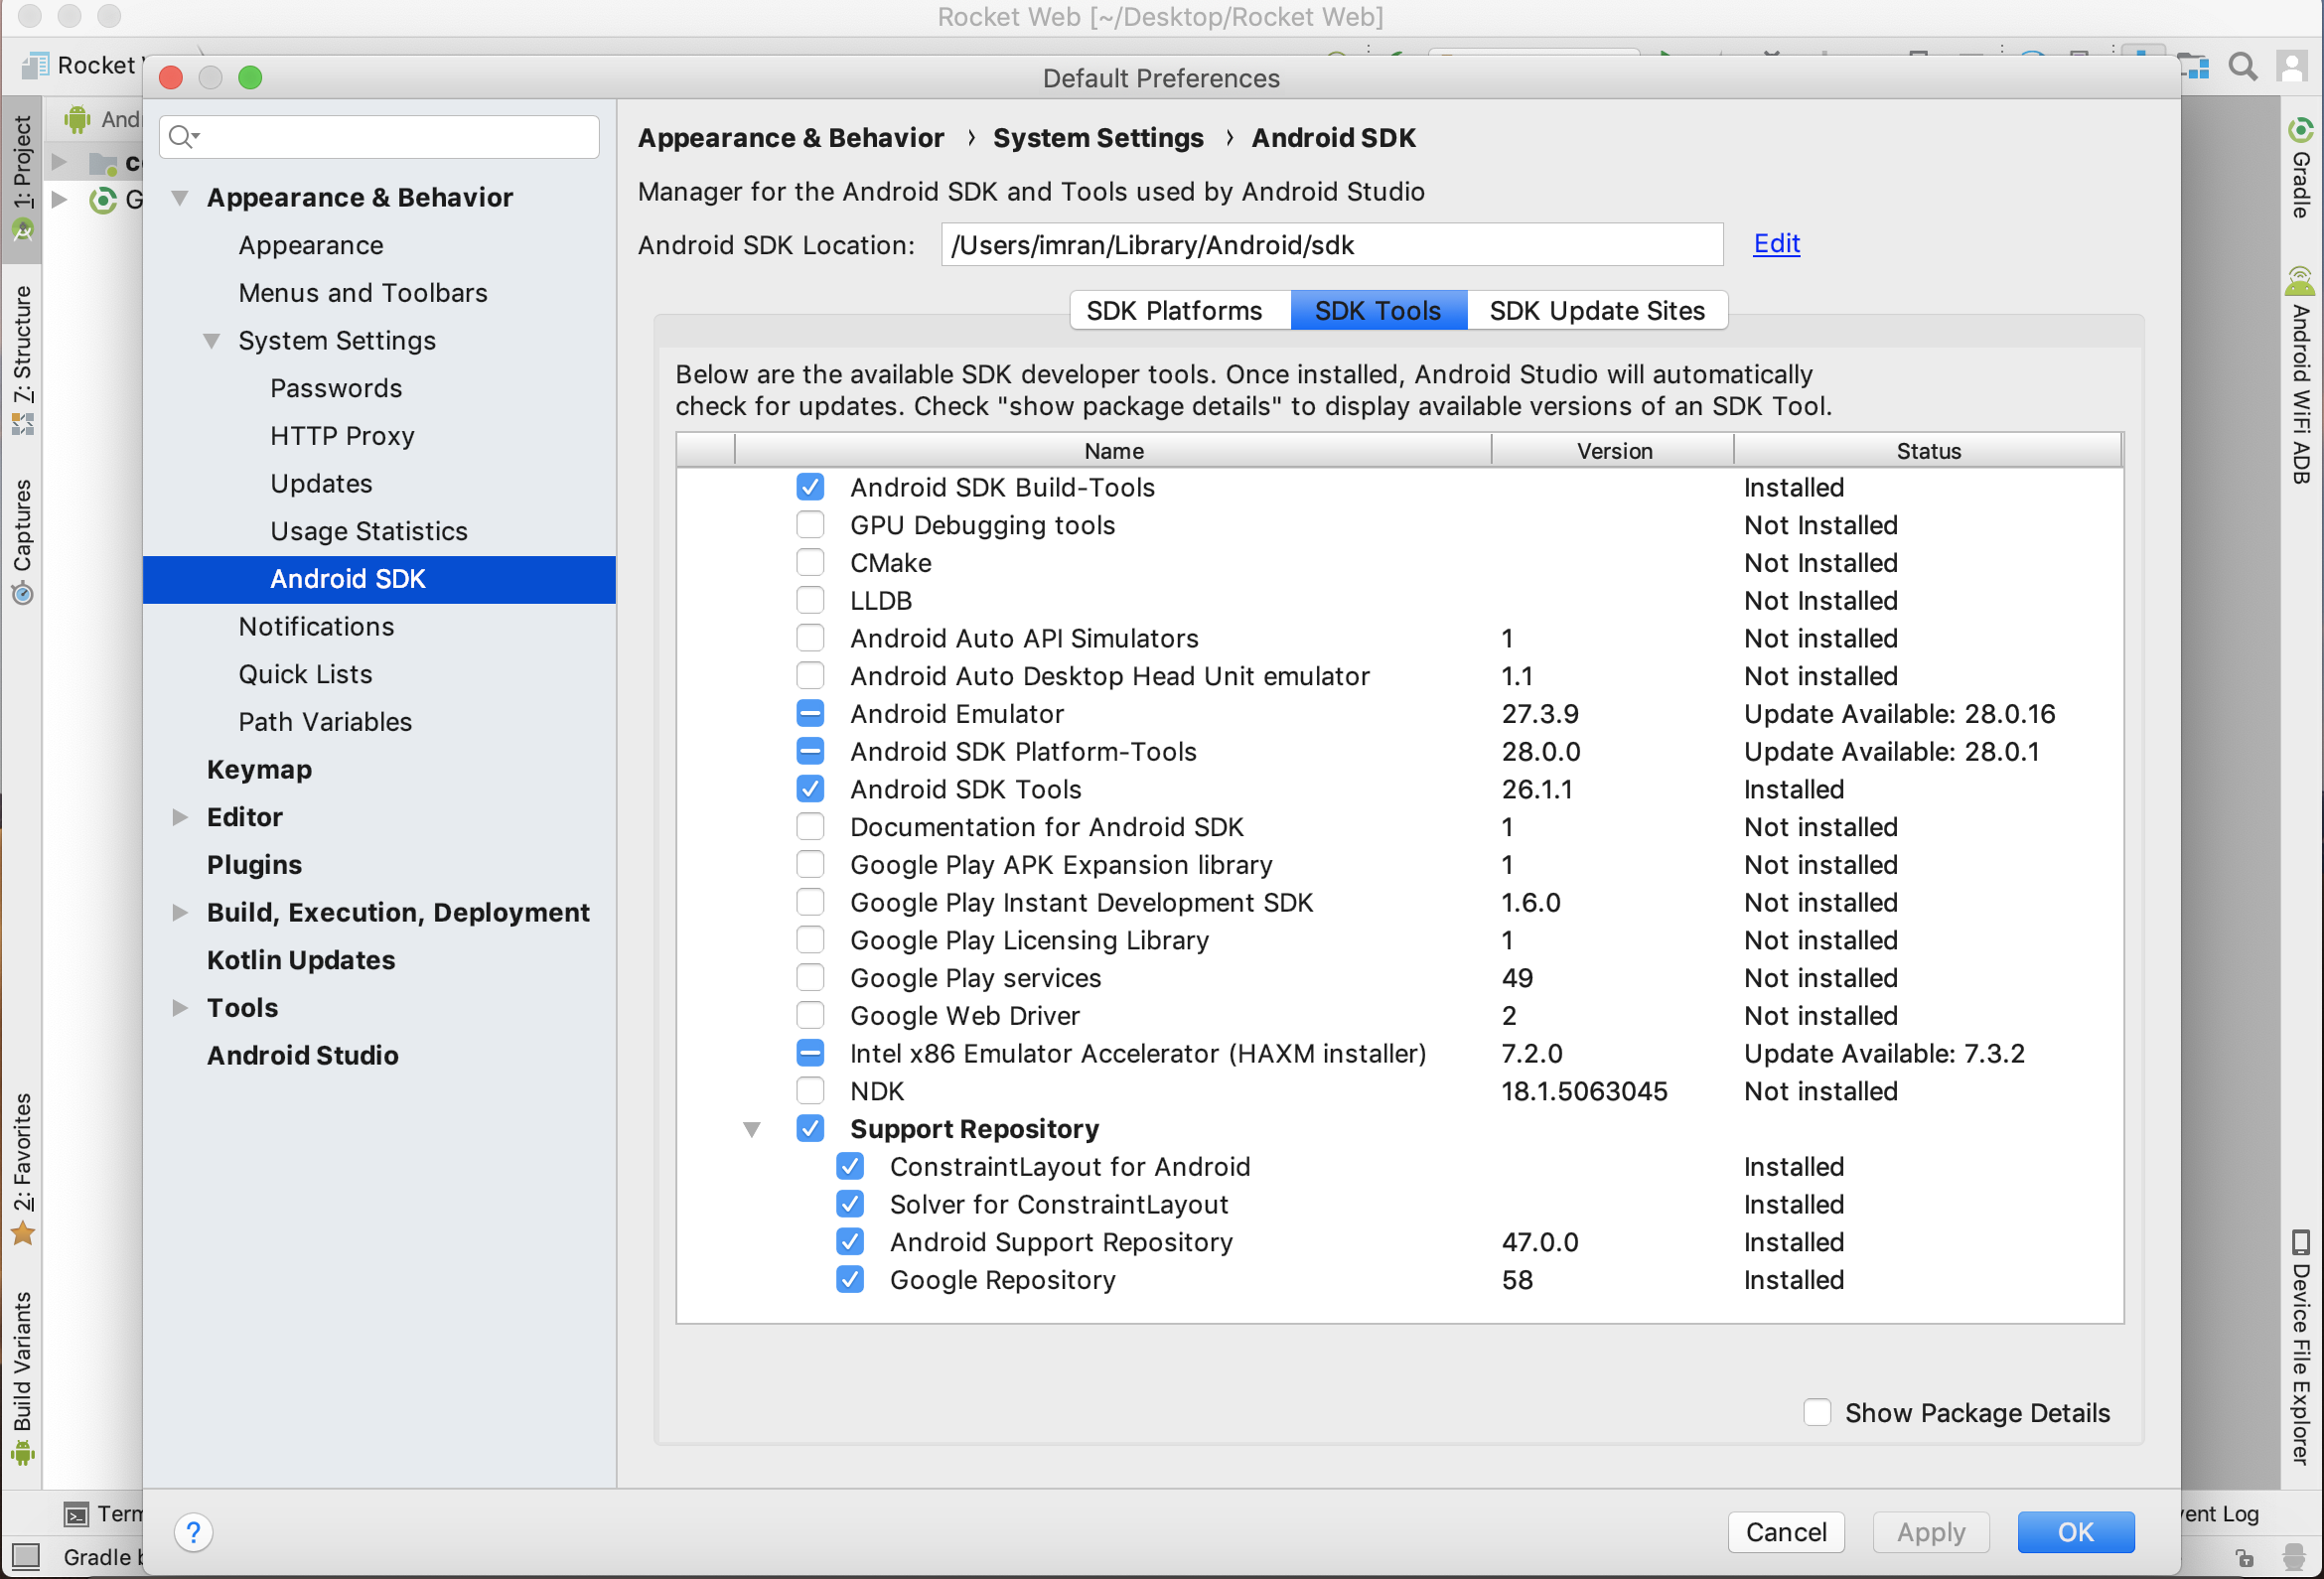 Rocket Web [~/Desktop/Rocket Web]
Rocket
Default Preferences
1: Project
7: Structure
Captures
2: Favorites
Build Variants
Appearance & Behavior
Appearance
Menus and Toolbars
System Settings
Passwords
HTTP Proxy
Updates
Usage Statistics
Android SDK
Notifications
Quick Lists
Path Variables
Keymap
Editor
Plugins
Build, Execution, Deployment
Kotlin Updates
Tools
Android Studio
Appearance & Behavior › System Settings › Android SDK
Manager for the Android SDK and Tools used by Android Studio
Android SDK Location: /Users/imran/Library/Android/sdk Edit
SDK Platforms SDK Tools SDK Update Sites
Below are the available SDK developer tools. Once installed, Android Studio will automatically
check for updates. Check "show package details" to display available versions of an SDK Tool.
Name Version Status
Android SDK Build-Tools Installed
GPU Debugging tools Not Installed
CMake Not Installed
LLDB Not Installed
Android Auto API Simulators 1 Not installed
Android Auto Desktop Head Unit emulator 1.1 Not installed
Android Emulator 27.3.9 Update Available: 28.0.16
Android SDK Platform-Tools 28.0.0 Update Available: 28.0.1
Android SDK Tools 26.1.1 Installed
Documentation for Android SDK 1 Not installed
Google Play APK Expansion library 1 Not installed
Google Play Instant Development SDK 1.6.0 Not installed
Google Play Licensing Library 1 Not installed
Google Play services 49 Not installed
Google Web Driver 2 Not installed
Intel x86 Emulator Accelerator (HAXM installer) 7.2.0 Update Available: 7.3.2
NDK 18.1.5063045 Not installed
Support Repository
ConstraintLayout for Android Installed
Solver for ConstraintLayout Installed
Android Support Repository 47.0.0 Installed
Google Repository 58 Installed
Show Package Details
? Cancel Apply OK
Gradle
Android WiFi ADB
Device File Explorer
Log
Gradle